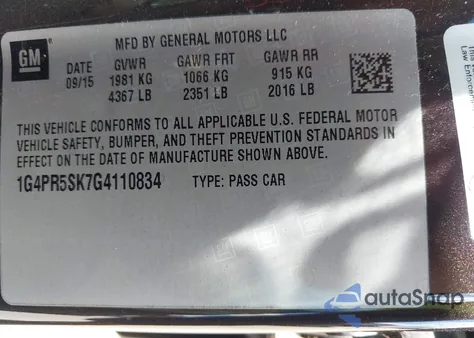 GM
MFD BY GENERAL MOTORS LLC
DATE GVWR GAWR FRT GAWR RR
09/15 1981 KG 1066 KG 915 KG
4367 LB 2351 LB 2016 LB
THIS VEHICLE CONFORMS TO ALL APPLICABLE U.S. FEDERAL MOTOR
VEHICLE SAFETY, BUMPER, AND THEFT PREVENTION STANDARDS IN
EFFECT ON THE DATE OF MANUFACTURE SHOWN ABOVE.
1G4PR5SK7G4110834 TYPE: PASS CAR
Law Enforcem
autoSnap